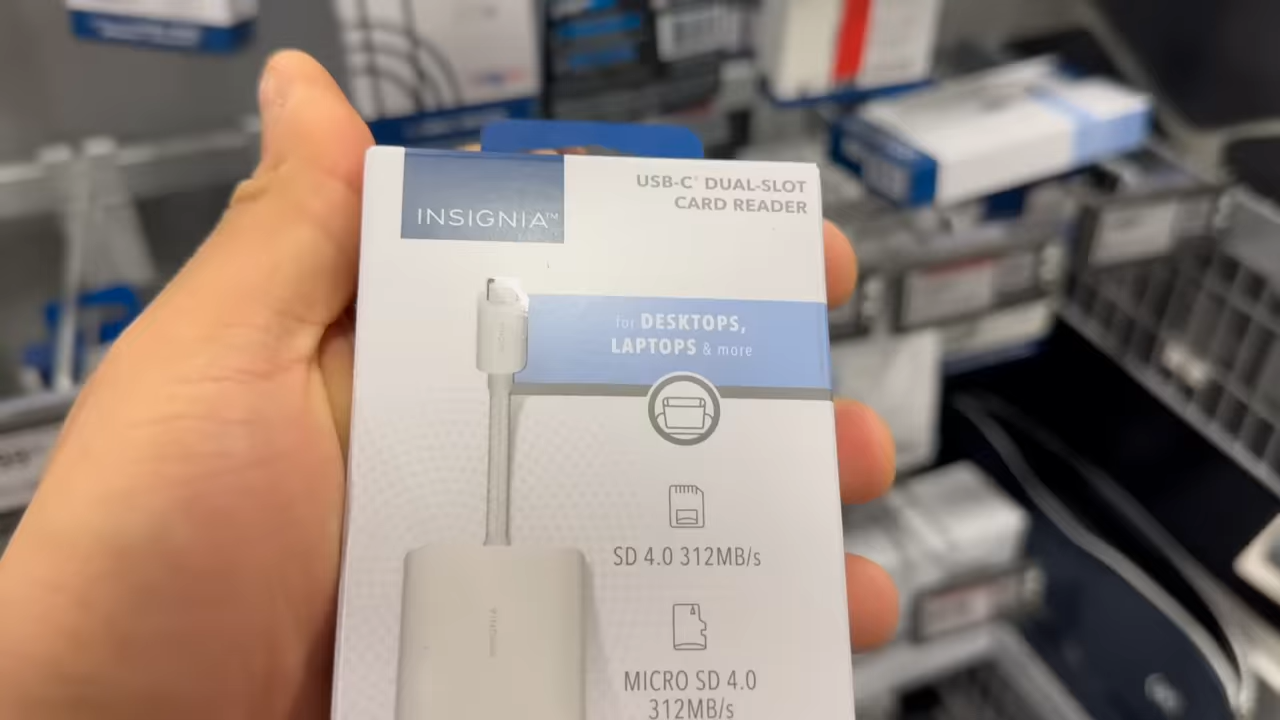 INSIGNIA™
USB-C® DUAL-SLOT
CARD READER
for DESKTOPS,
LAPTOPS & more
SD 4.0 312MB/s
MICRO SD 4.0
312MB/s